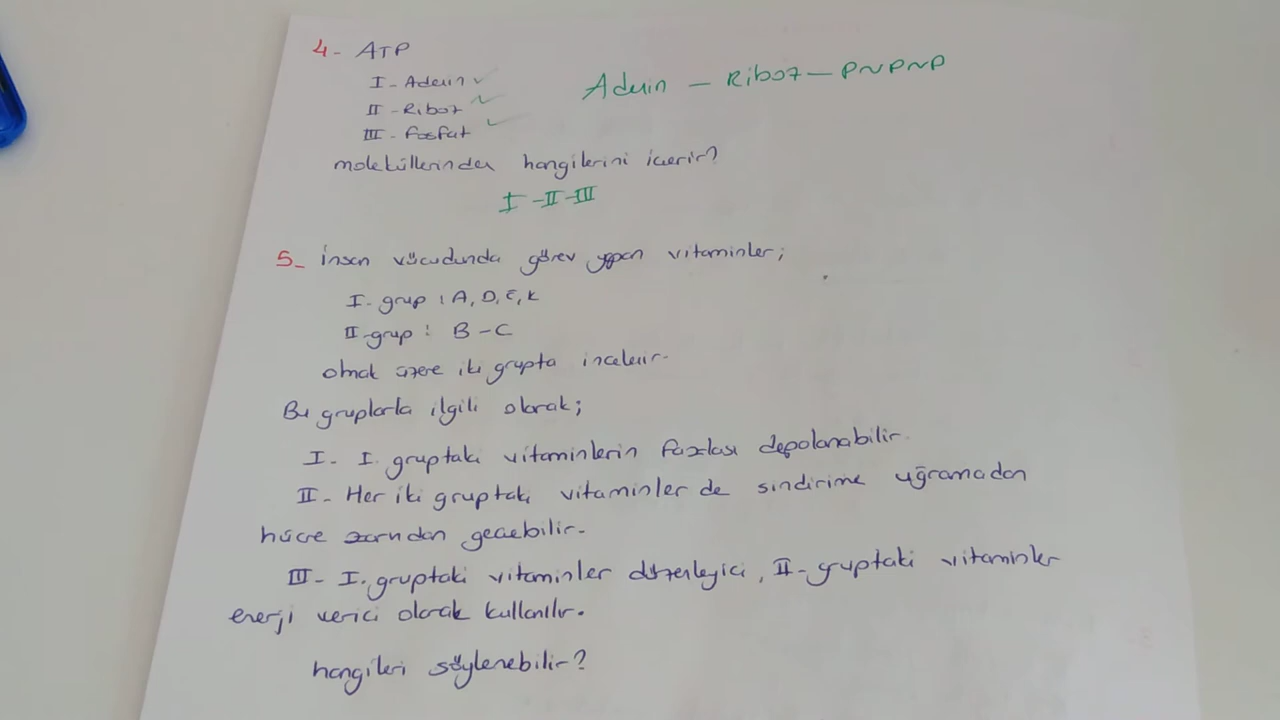 4- ATP
I- Adenin ✓
II- Riboz ✓
III- Fosfat ✓
Adenin - Riboz - P~P~P
moleküllerinden hangilerini içerir?
I-II-III
5- İnsan vücudunda görev yapan vitaminler;
I- grup : A, D, E, K
II- grup : B-C
olmak üzere iki grupta incelenir.
Bu gruplarla ilgili olarak;
I- I. gruptaki vitaminlerin fazlası depolanabilir.
II- Her iki gruptaki vitaminler de sindirime uğramadan
hücre zarından geçebilir.
III- I. gruptaki vitaminler düzenleyici, II- gruptaki vitaminler
enerji verici olarak kullanılır.
hangileri söylenebilir?